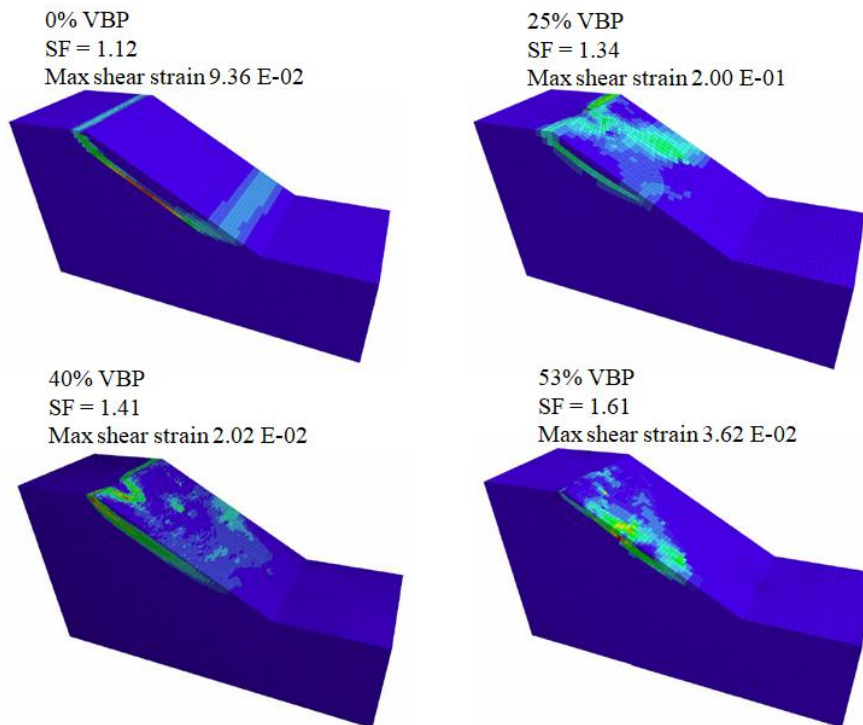 0% VBP
SF = 1.12
Max shear strain 9.36 E-02
25% VBP
SF = 1.34
Max shear strain 2.00 E-01
40% VBP
SF = 1.41
Max shear strain 2.02 E-02
53% VBP
SF = 1.61
Max shear strain 3.62 E-02